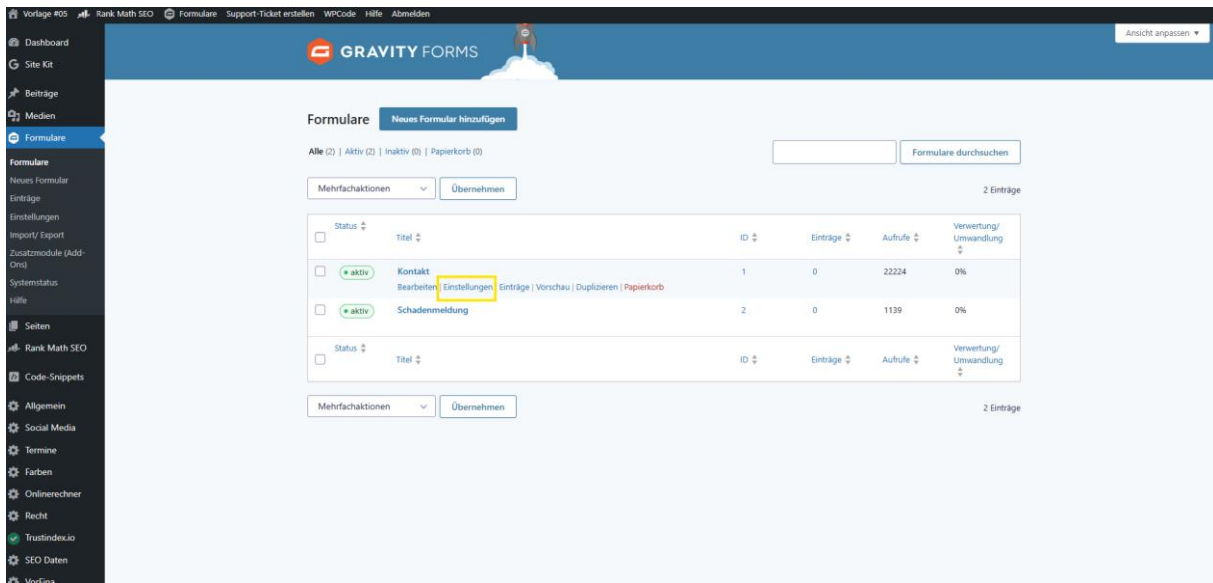 Vorlage #05 Rank Math SEO Formulare Support-Ticket erstellen WPCode Hilfe Abmelden
Dashboard
Site Kit
Beiträge
Medien
Formulare
Formulare
Neues Formular
Einträge
Einstellungen
Import/ Export
Zusatzmodule (Add-
Ons)
Systemstatus
Hilfe
Seiten
Rank Math SEO
Code-Snippets
Allgemein
Social Media
Termine
Farben
Onlinerechner
Recht
Trustindex.io
SEO Daten
VorFina
GRAVITY FORMS
Ansicht anpassen
Formulare Neues Formular hinzufügen
Alle (2) | Aktiv (2) | Inaktiv (0) | Papierkorb (0)
Formulare durchsuchen
Mehrfachaktionen Übernehmen 2 Einträge
Status Titel ID Einträge Aufrufe Verwertung/
Umwandlung
aktiv Kontakt 1 0 22224 0%
Bearbeiten | Einstellungen | Einträge | Vorschau | Duplizieren | Papierkorb
aktiv Schadenmeldung 2 0 1139 0%
Status Titel ID Einträge Aufrufe Verwertung/
Umwandlung
Mehrfachaktionen Übernehmen 2 Einträge